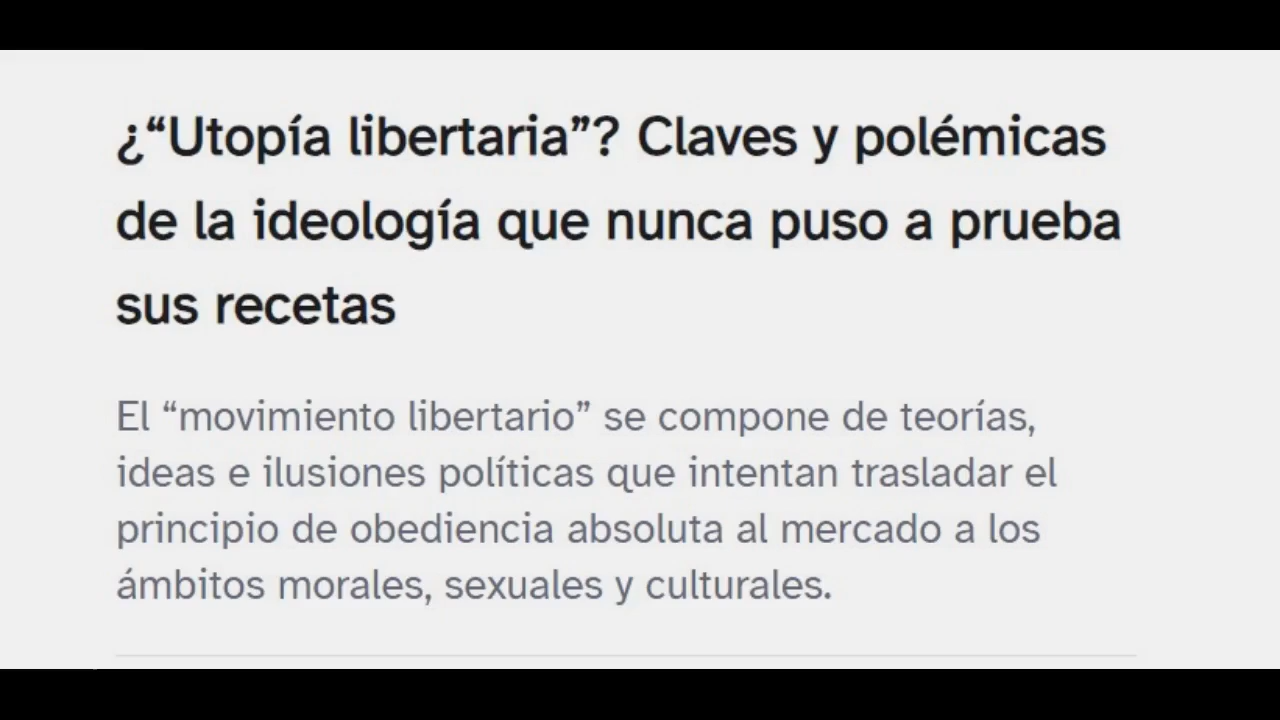 ¿“Utopía libertaria”? Claves y polémicas
de la ideología que nunca puso a prueba
sus recetas
El “movimiento libertario” se compone de teorías,
ideas e ilusiones políticas que intentan trasladar el
principio de obediencia absoluta al mercado a los
ámbitos morales, sexuales y culturales.